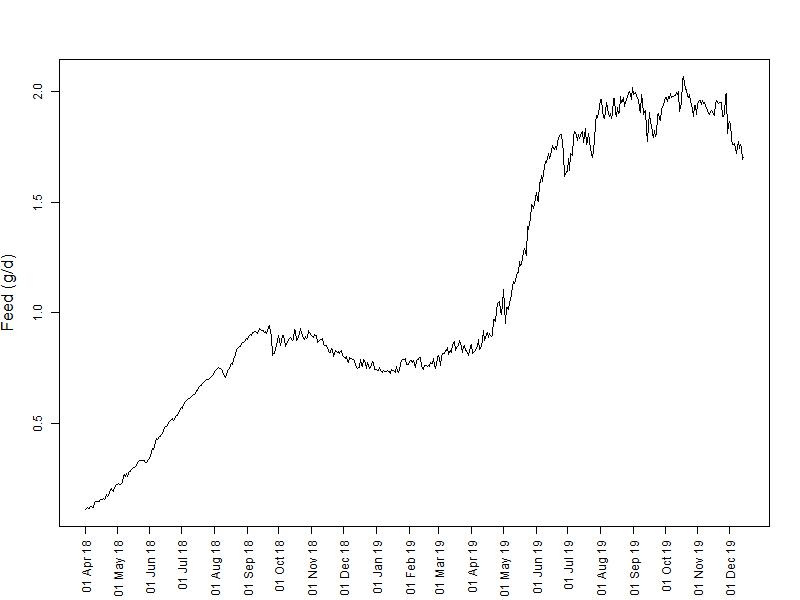 Feed (g/d)
2.0
1.5
1.0
0.5
01 Apr 18
01 May 18
01 Jun 18
01 Jul 18
01 Aug 18
01 Sep 18
01 Oct 18
01 Nov 18
01 Dec 18
01 Jan 19
01 Feb 19
01 Mar 19
01 Apr 19
01 May 19
01 Jun 19
01 Jul 19
01 Aug 19
01 Sep 19
01 Oct 19
01 Nov 19
01 Dec 19